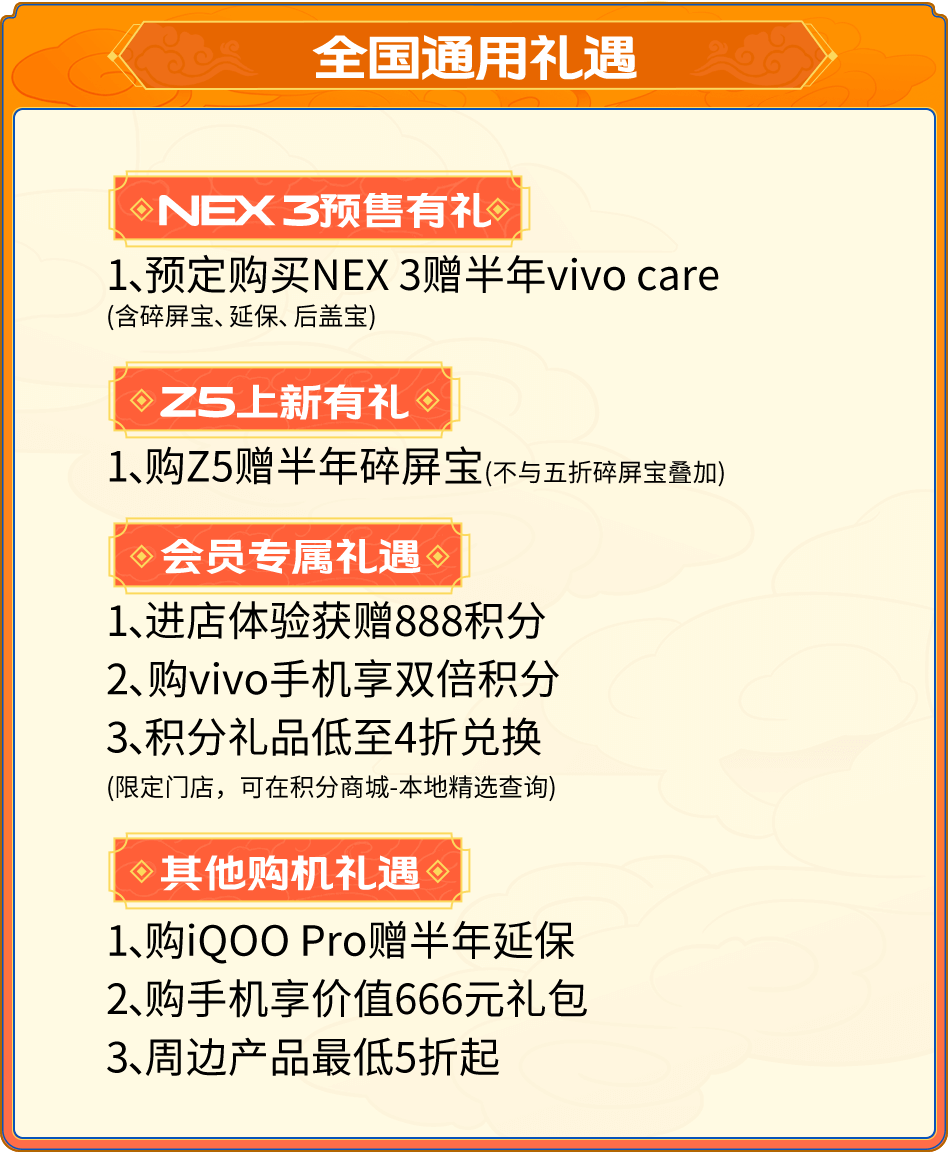 全国通用礼遇
NEX 3预售有礼
1、预定购买NEX 3赠半年vivo care
(含碎屏宝、延保、后盖宝)
Z5上新有礼
1、购Z5赠半年碎屏宝(不与五折碎屏宝叠加)
会员专属礼遇
1、进店体验获赠888积分
2、购vivo手机享双倍积分
3、积分礼品低至4折兑换
(限定门店，可在积分商城-本地精选查询)
其他购机礼遇
1、购iQOO Pro赠半年延保
2、购手机享价值666元礼包
3、周边产品最低5折起